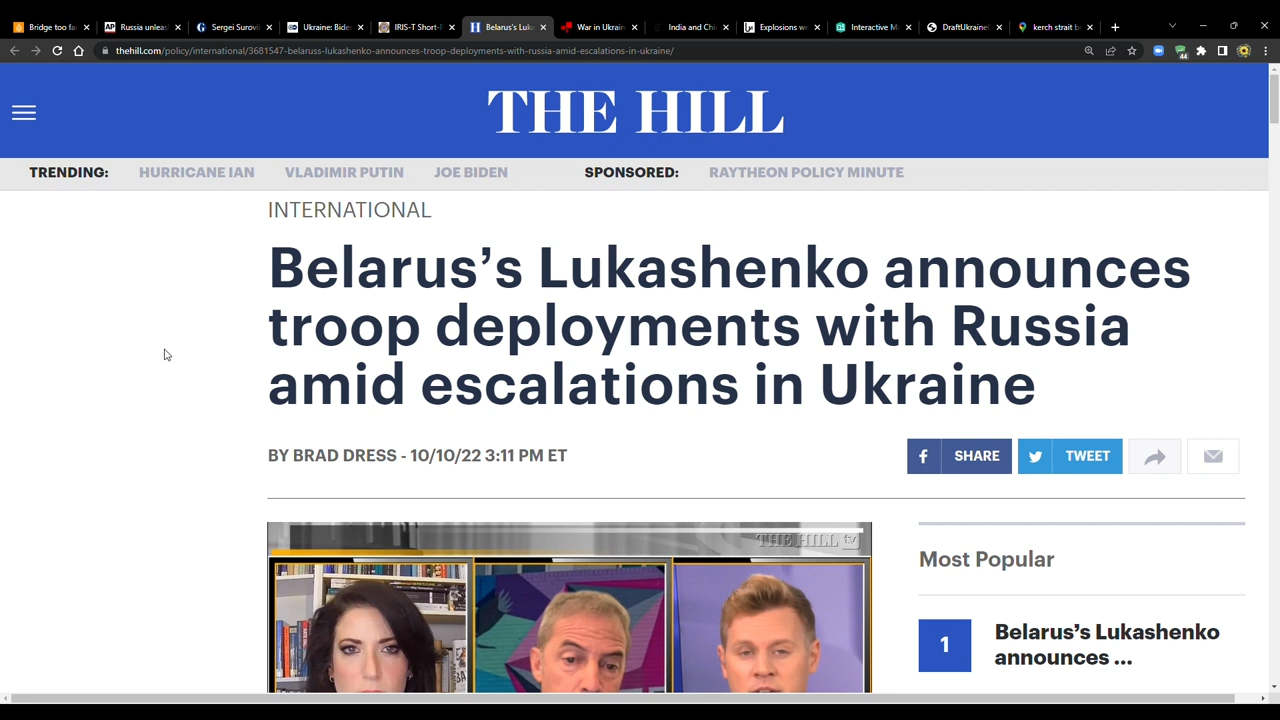 Bridge too fa
Russia unleas
Sergei Surovi
Ukraine: Bide
IRIS-T Short-
Belarus's Luk
War in Ukrain
India and Chi
Explosions we
Interactive M
DraftUkraine
kerch strait b
thehill.com/policy/international/3681547-belaruss-lukashenko-announces-troop-deployments-with-russia-amid-escalations-in-ukraine/
44
THE HILL
TRENDING: HURRICANE IAN VLADIMIR PUTIN JOE BIDEN SPONSORED: RAYTHEON POLICY MINUTE
INTERNATIONAL
Belarus’s Lukashenko announces
troop deployments with Russia
amid escalations in Ukraine
BY BRAD DRESS - 10/10/22 3:11 PM ET
SHARE
TWEET
THE HILL tv
Most Popular
1
Belarus’s Lukashenko
announces ...